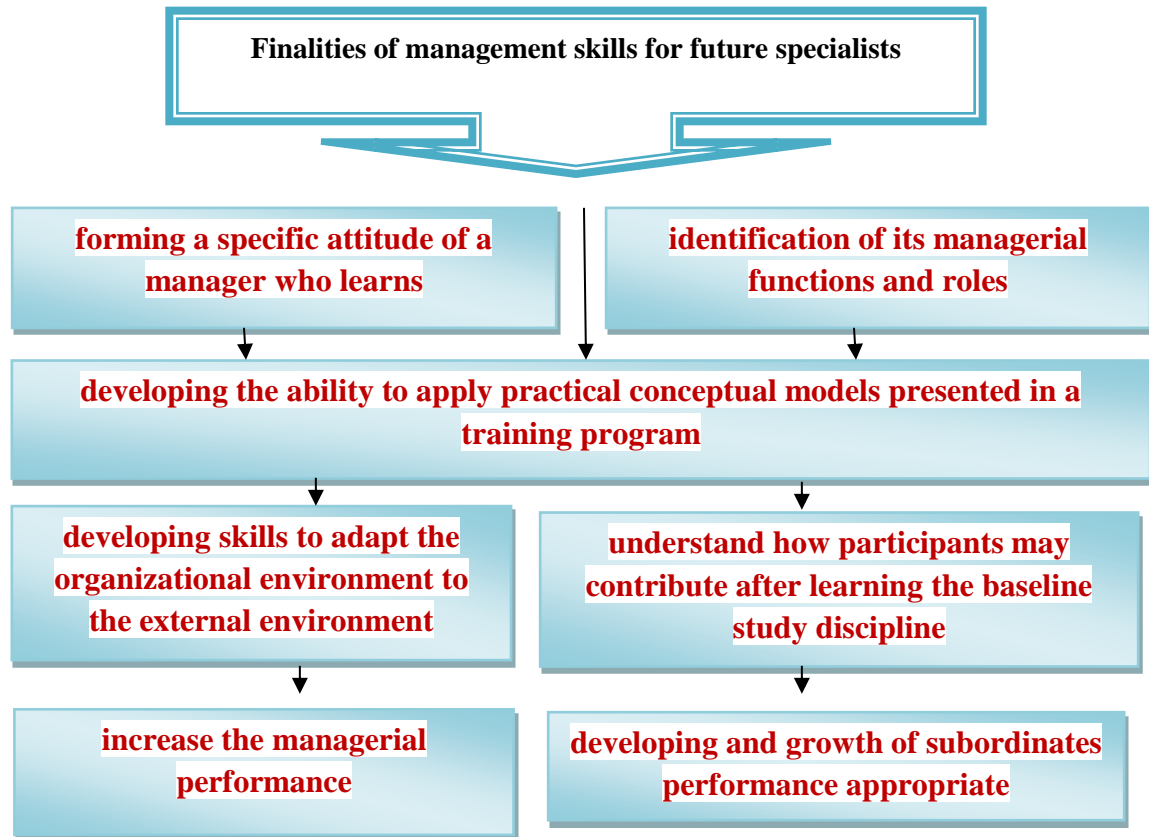 Finalities of management skills for future specialists
forming a specific attitude of a
manager who learns
identification of its managerial
functions and roles
developing the ability to apply practical conceptual models presented in a
training program
developing skills to adapt the
organizational environment to
the external environment
understand how participants may
contribute after learning the baseline
study discipline
increase the managerial
performance
developing and growth of subordinates
performance appropriate